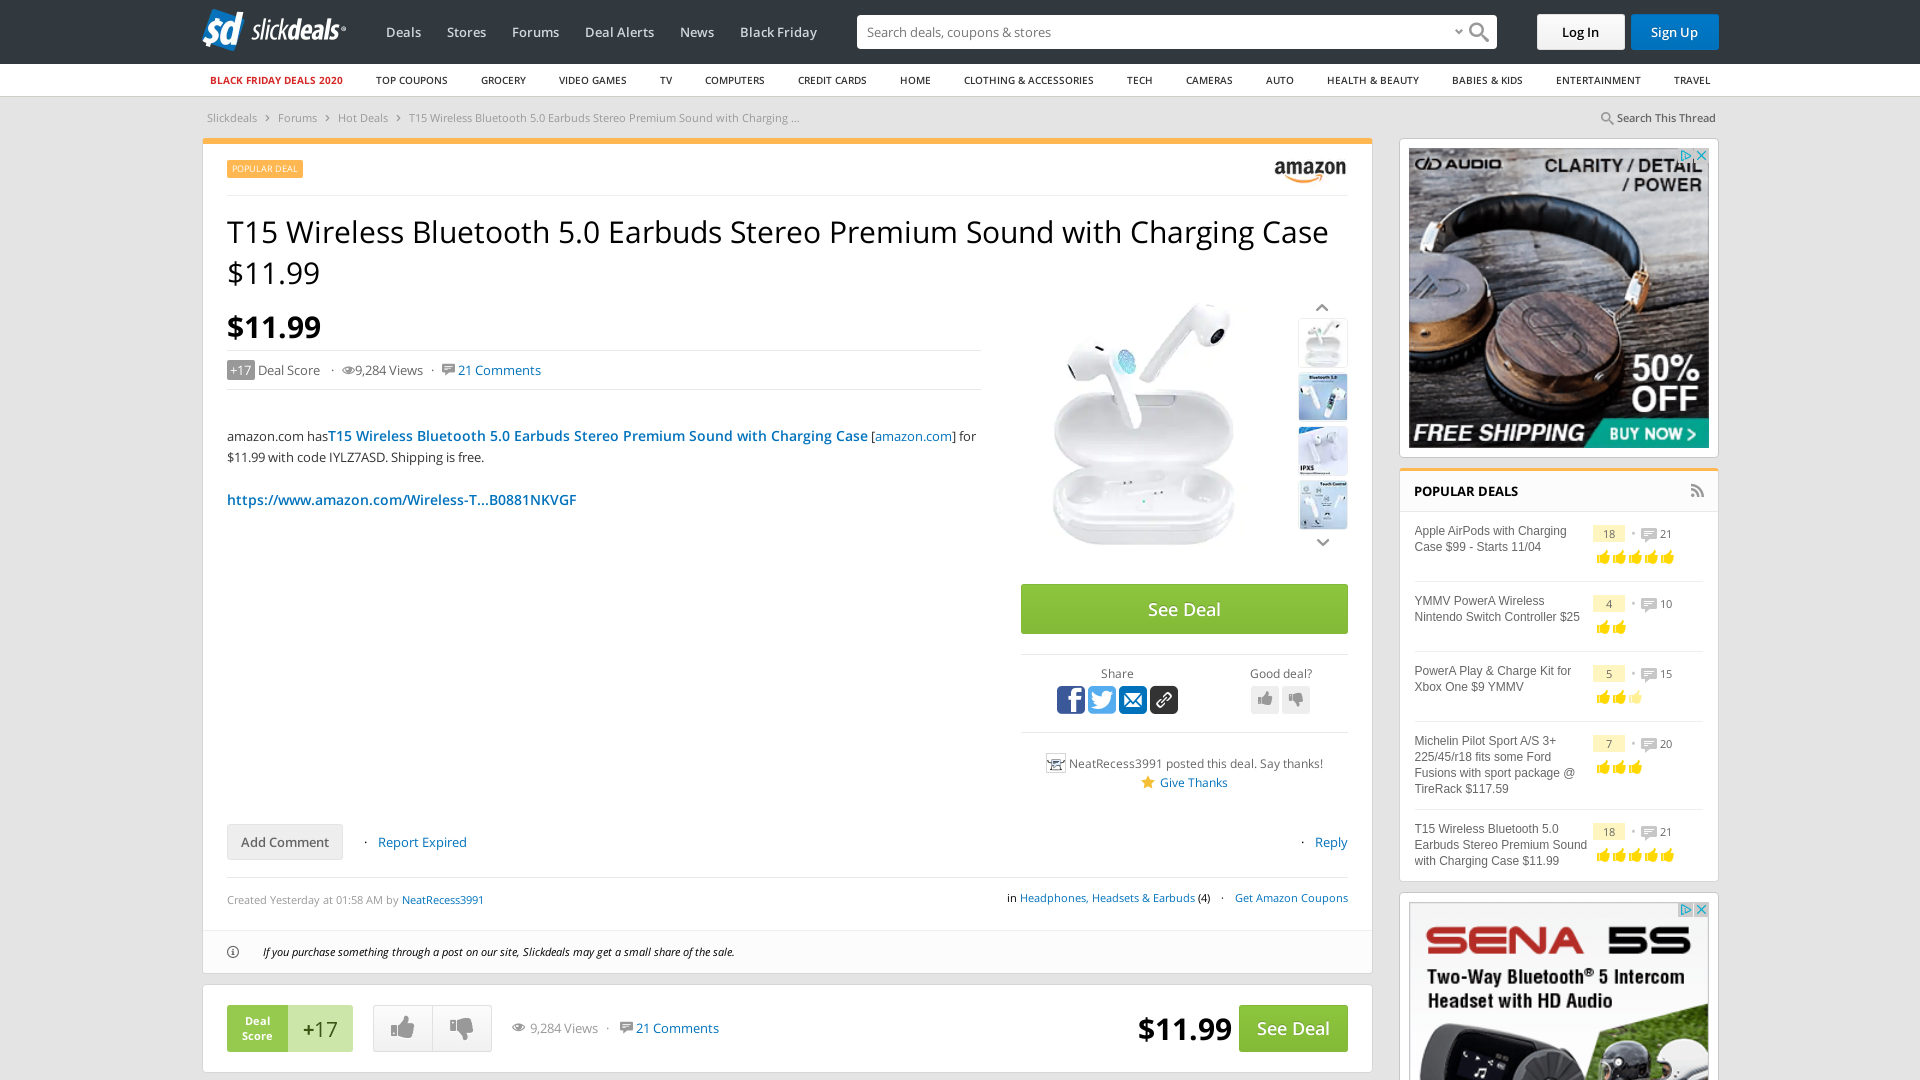 slickdeals
Deals
Stores
Forums
Deal Alerts
News
Black Friday
Search deals, coupons & stores
Log In
Sign Up
BLACK FRIDAY DEALS 2020
TOP COUPONS
GROCERY
VIDEO GAMES
TV
COMPUTERS
CREDIT CARDS
HOME
CLOTHING & ACCESSORIES
TECH
CAMERAS
AUTO
HEALTH & BEAUTY
BABIES & KIDS
ENTERTAINMENT
TRAVEL
Slickdeals > Forums > Hot Deals > T15 Wireless Bluetooth 5.0 Earbuds Stereo Premium Sound with Charging ...
Search This Thread
POPULAR DEAL
amazon
T15 Wireless Bluetooth 5.0 Earbuds Stereo Premium Sound with Charging Case
$11.99
$11.99
+17 Deal Score · 9,284 Views · 21 Comments
amazon.com hasT15 Wireless Bluetooth 5.0 Earbuds Stereo Premium Sound with Charging Case [amazon.com] for
$11.99 with code IYLZ7ASD. Shipping is free.
https://www.amazon.com/Wireless-T...B0881NKVGF
Bluetooth 5.0
IPX5
Touch Control
See Deal
Share
Good deal?
NeatRecess3991 posted this deal. Say thanks!
Give Thanks
Add Comment · Report Expired
· Reply
Created Yesterday at 01:58 AM by NeatRecess3991
in Headphones, Headsets & Earbuds (4) · Get Amazon Coupons
If you purchase something through a post on our site, Slickdeals may get a small share of the sale.
Deal
Score
+17
9,284 Views · 21 Comments
$11.99
See Deal
DD AUDIO
CLARITY / DETAIL
/ POWER
50%
OFF
FREE SHIPPING
BUY NOW >
POPULAR DEALS
Apple AirPods with Charging
Case $99 - Starts 11/04
18 · 21
YMMV PowerA Wireless
Nintendo Switch Controller $25
4 · 10
PowerA Play & Charge Kit for
Xbox One $9 YMMV
5 · 15
Michelin Pilot Sport A/S 3+
225/45/r18 fits some Ford
Fusions with sport package @
TireRack $117.59
7 · 20
T15 Wireless Bluetooth 5.0
Earbuds Stereo Premium Sound
with Charging Case $11.99
18 · 21
SENA 5S
Two-Way Bluetooth® 5 Intercom
Headset with HD Audio